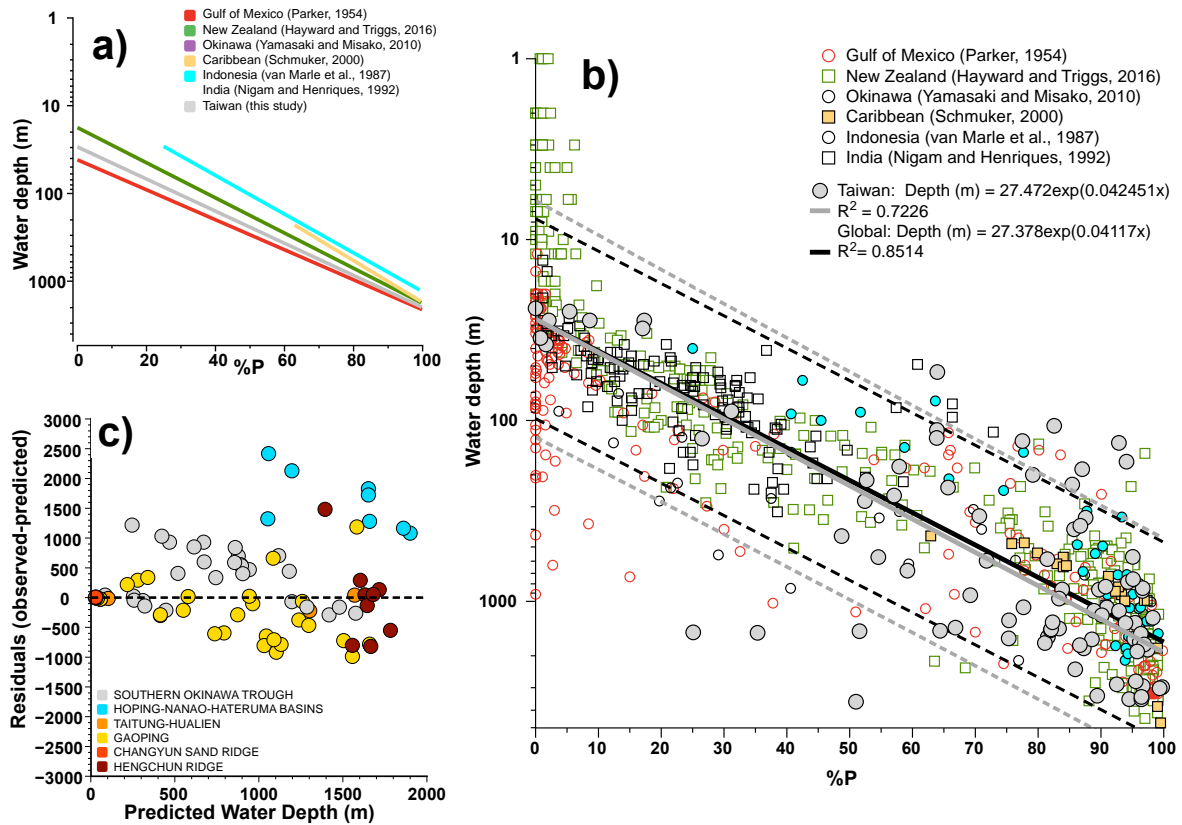 a)
Gulf of Mexico (Parker, 1954)
New Zealand (Hayward and Triggs, 2016)
Okinawa (Yamasaki and Misako, 2010)
Caribbean (Schmuker, 2000)
Indonesia (van Marle et al., 1987)
India (Nigam and Henriques, 1992)
Taiwan (this study)
Water depth (m)
1
10
100
1000
0 20 40 60 80 100
%P
b)
Gulf of Mexico (Parker, 1954)
New Zealand (Hayward and Triggs, 2016)
Okinawa (Yamasaki and Misako, 2010)
Caribbean (Schmuker, 2000)
Indonesia (van Marle et al., 1987)
India (Nigam and Henriques, 1992)
Taiwan: Depth (m) = 27.472exp(0.042451x)
R2 = 0.7226
Global: Depth (m) = 27.378exp(0.04117x)
R2= 0.8514
Water depth (m)
1
10
100
1000
0 10 20 30 40 50 60 70 80 90 100
%P
c)
Residuals (observed-predicted)
3000
2500
2000
1500
1000
500
0
−500
−1000
−1500
−2000
−2500
−3000
SOUTHERN OKINAWA TROUGH
HOPING-NANAO-HATERUMA BASINS
TAITUNG-HUALIEN
GAOPING
CHANGYUN SAND RIDGE
HENGCHUN RIDGE
0 500 1000 1500 2000
Predicted Water Depth (m)